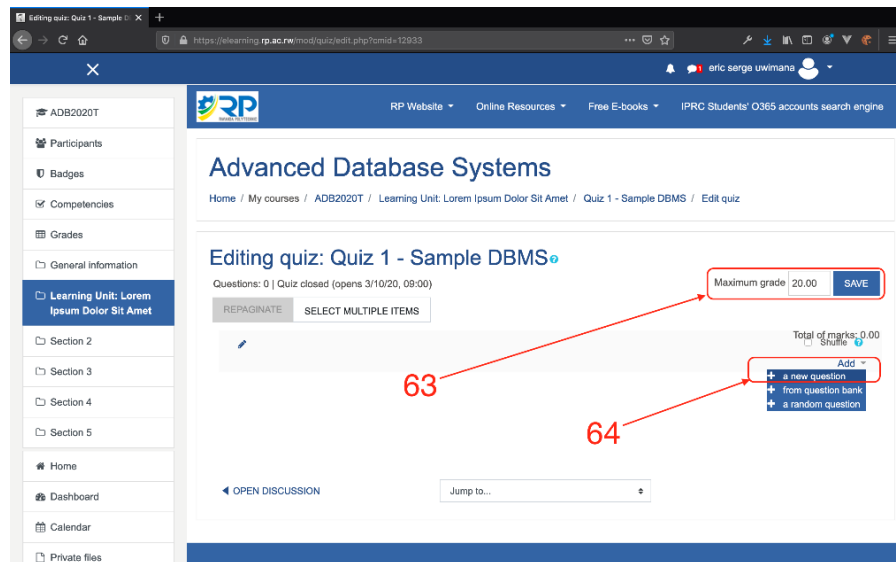 Editing quiz: Quiz 1 - Sample D
https://elearning.rp.ac.rw/mod/quiz/edit.php?cmid=12933
eric serge uwimana
ADB2020T
Participants
Badges
Competencies
Grades
General information
Learning Unit: Lorem
Ipsum Dolor Sit Amet
Section 2
Section 3
Section 4
Section 5
Home
Dashboard
Calendar
Private files
RP
RWANDA POLYTECHNIC
RP Website
Online Resources
Free E-books
IPRC Students' O365 accounts search engine
Advanced Database Systems
Home / My courses / ADB2020T / Learning Unit: Lorem Ipsum Dolor Sit Amet / Quiz 1 - Sample DBMS / Edit quiz
Editing quiz: Quiz 1 - Sample DBMS
Questions: 0 | Quiz closed (opens 3/10/20, 09:00)
Maximum grade 20.00 SAVE
REPAGINATE SELECT MULTIPLE ITEMS
Total of marks: 0.00
Shuffle
Add
a new question
from question bank
a random question
63
64
OPEN DISCUSSION
Jump to...